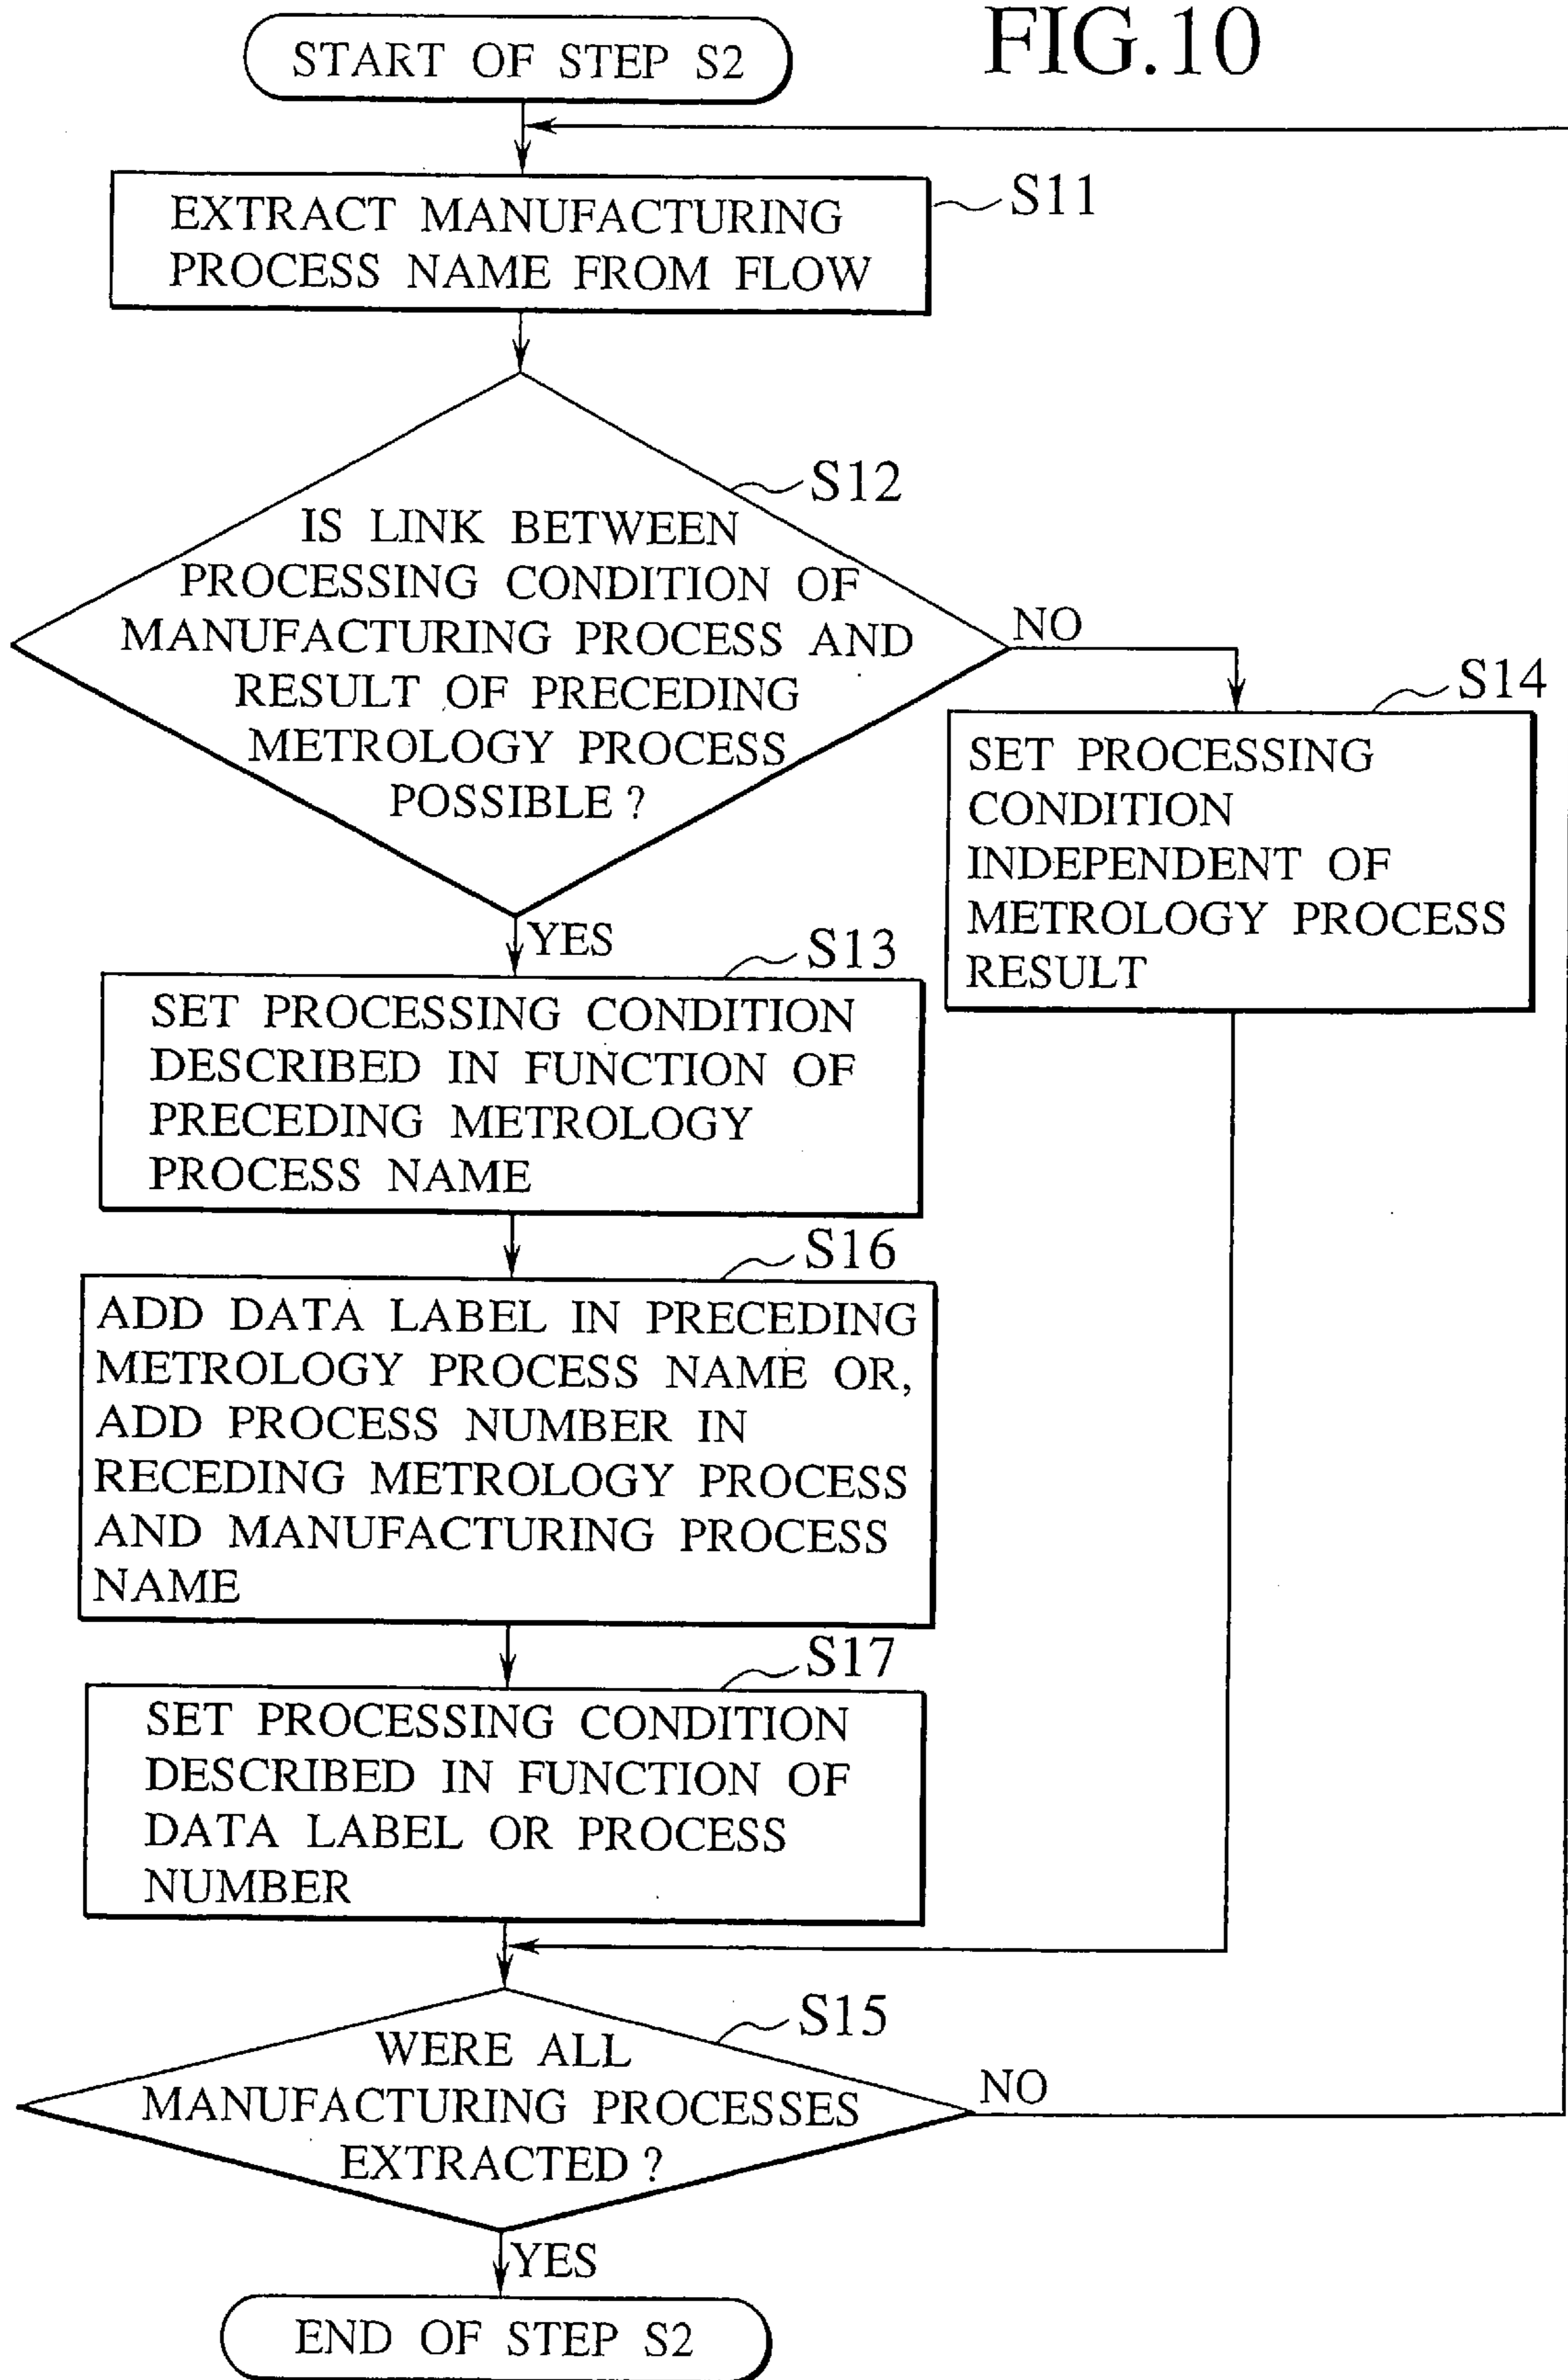 FIG.10
START OF STEP S2
EXTRACT MANUFACTURING
PROCESS NAME FROM FLOW
S11
S12
IS LINK BETWEEN
PROCESSING CONDITION OF
MANUFACTURING PROCESS AND
RESULT OF PRECEDING
METROLOGY PROCESS
POSSIBLE ?
NO
S14
SET PROCESSING
CONDITION
INDEPENDENT OF
METROLOGY PROCESS
RESULT
YES
S13
SET PROCESSING CONDITION
DESCRIBED IN FUNCTION OF
PRECEDING METROLOGY
PROCESS NAME
S16
ADD DATA LABEL IN PRECEDING
METROLOGY PROCESS NAME OR,
ADD PROCESS NUMBER IN
RECEDING METROLOGY PROCESS
AND MANUFACTURING PROCESS
NAME
S17
SET PROCESSING CONDITION
DESCRIBED IN FUNCTION OF
DATA LABEL OR PROCESS
NUMBER
S15
WERE ALL
MANUFACTURING PROCESSES
EXTRACTED ?
NO
YES
END OF STEP S2